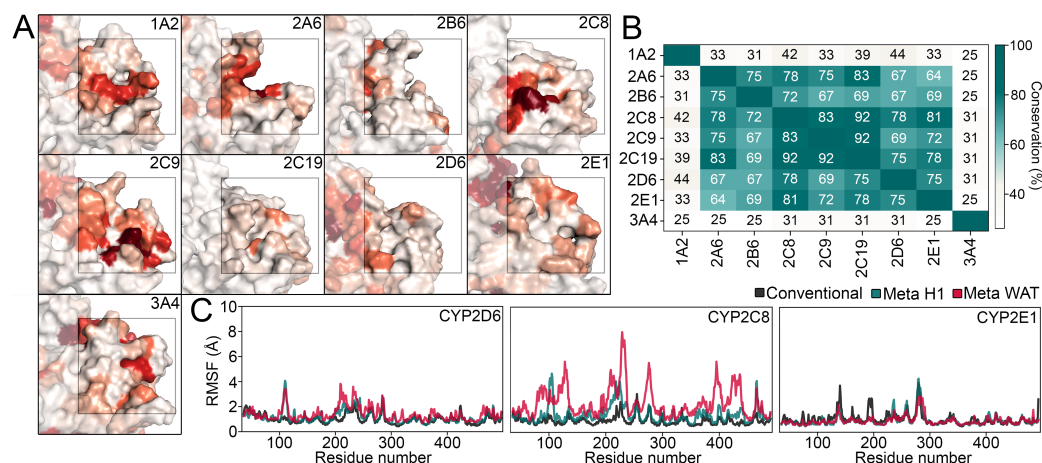 A
1A2
2A6
2B6
2C8
2C9
2C19
2D6
2E1
3A4
B
1A2 33 31 42 33 39 44 33 25
2A6 33 75 78 75 83 67 64 25
2B6 31 75 72 67 69 67 69 25
2C8 42 78 72 83 92 78 81 31
2C9 33 75 67 83 92 69 72 31
2C19 39 83 69 92 92 75 78 31
2D6 44 67 67 78 69 75 75 31
2E1 33 64 69 81 72 78 75 25
3A4 25 25 25 31 31 31 31 25
1A2 2A6 2B6 2C8 2C9 2C19 2D6 2E1 3A4
100
80
60
40
Conservation (%)
Conventional Meta H1 Meta WAT
C
CYP2D6 CYP2C8 CYP2E1
RMSF (Å)
10
8
6
4
2
0
100 200 300 400 100 200 300 400 100 200 300 400
Residue number Residue number Residue number